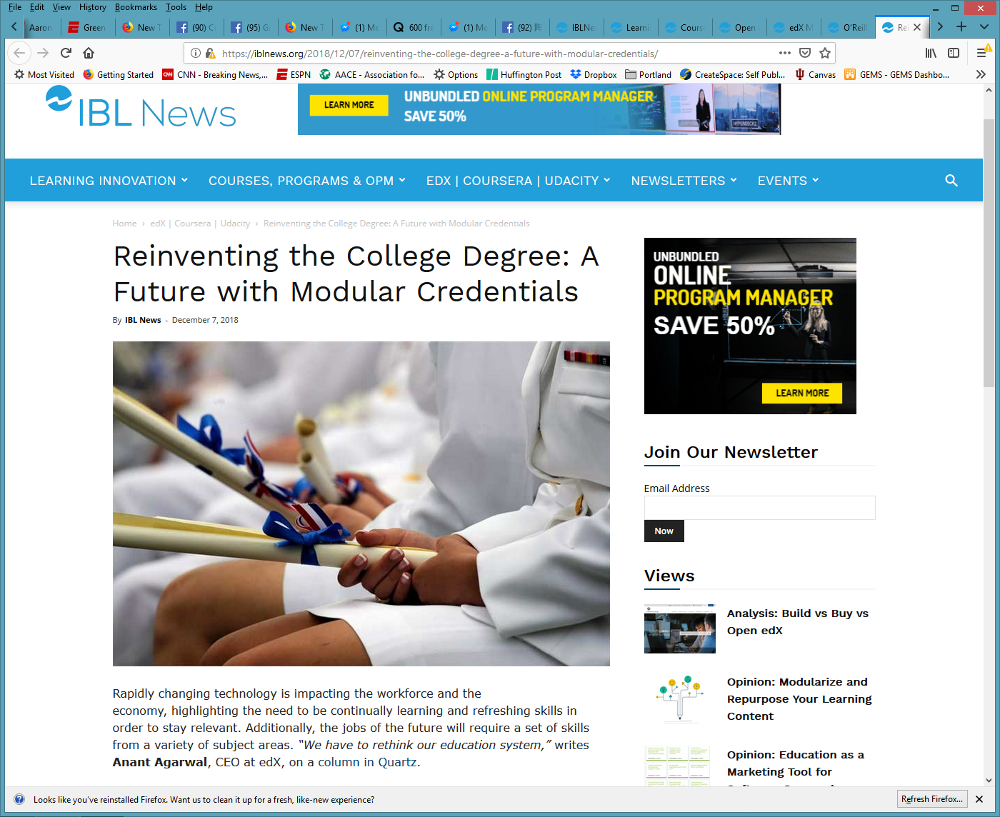 File Edit View History Bookmarks Tools Help
Aaron Green New T (90) C (95) G New T (1) Me 600 fre (1) Me (92) IBLNe Learni Cours Open edX M O'Reill Re
https://iblnews.org/2018/12/07/reinventing-the-college-degree-a-future-with-modular-credentials/
Most Visited Getting Started CNN - Breaking News,... ESPN AACE - Association fo... Options Huffington Post Dropbox Portland CreateSpace: Self Publ... Canvas GEMS - GEMS Dashbo...
IBL News
LEARN MORE
UNBUNDLED ONLINE PROGRAM MANAGER
SAVE 50%
HYPERDECK2
LEARNING INNOVATION COURSES, PROGRAMS & OPM EDX | COURSERA | UDACITY NEWSLETTERS EVENTS
Home › edX | Coursera | Udacity › Reinventing the College Degree: A Future with Modular Credentials
Reinventing the College Degree: A
Future with Modular Credentials
By IBL News - December 7, 2018
Rapidly changing technology is impacting the workforce and the
economy, highlighting the need to be continually learning and refreshing skills in
order to stay relevant. Additionally, the jobs of the future will require a set of skills
from a variety of subject areas. “We have to rethink our education system,” writes
Anant Agarwal, CEO at edX, on a column in Quartz.
UNBUNDLED
ONLINE
PROGRAM MANAGER
SAVE 50%
LEARN MORE
Join Our Newsletter
Email Address
Now
Views
Analysis: Build vs Buy vs
Open edX
Opinion: Modularize and
Repurpose Your Learning
Content
Opinion: Education as a
Marketing Tool for
Looks like you've reinstalled Firefox. Want us to clean it up for a fresh, like-new experience?
Refresh Firefox...